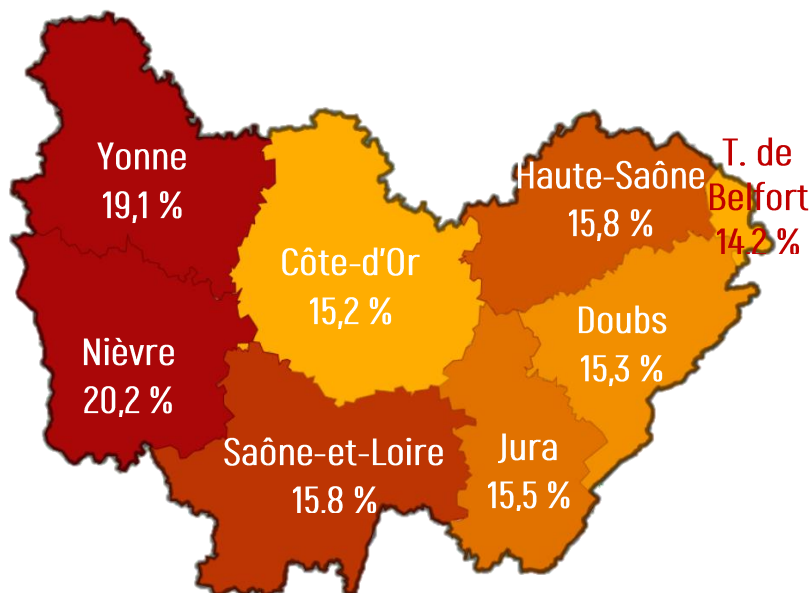 Yonne
19,1 %
Côte-d'Or
15,2 %
Haute-Saône
15,8 %
T. de
Belfort
14,2 %
Nièvre
20,2 %
Doubs
15,3 %
Saône-et-Loire
15,8 %
Jura
15,5 %